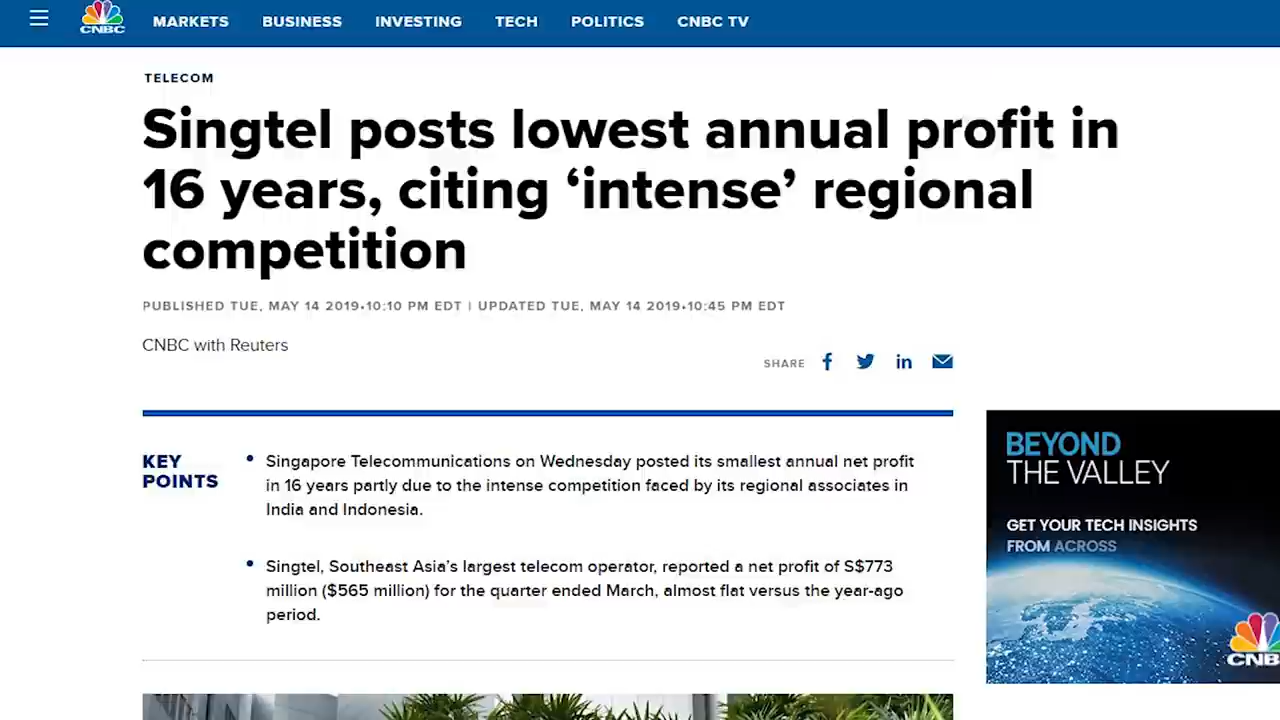 MARKETS BUSINESS INVESTING TECH POLITICS CNBC TV
CNBC
TELECOM
Singtel posts lowest annual profit in
16 years, citing ‘intense’ regional
competition
PUBLISHED TUE, MAY 14 2019•10:10 PM EDT | UPDATED TUE, MAY 14 2019•10:45 PM EDT
CNBC with Reuters
SHARE
KEY
POINTS
• Singapore Telecommunications on Wednesday posted its smallest annual net profit
in 16 years partly due to the intense competition faced by its regional associates in
India and Indonesia.
• Singtel, Southeast Asia’s largest telecom operator, reported a net profit of S$773
million ($565 million) for the quarter ended March, almost flat versus the year-ago
period.
BEYOND
THE VALLEY
GET YOUR TECH INSIGHTS
FROM ACROSS
CNB